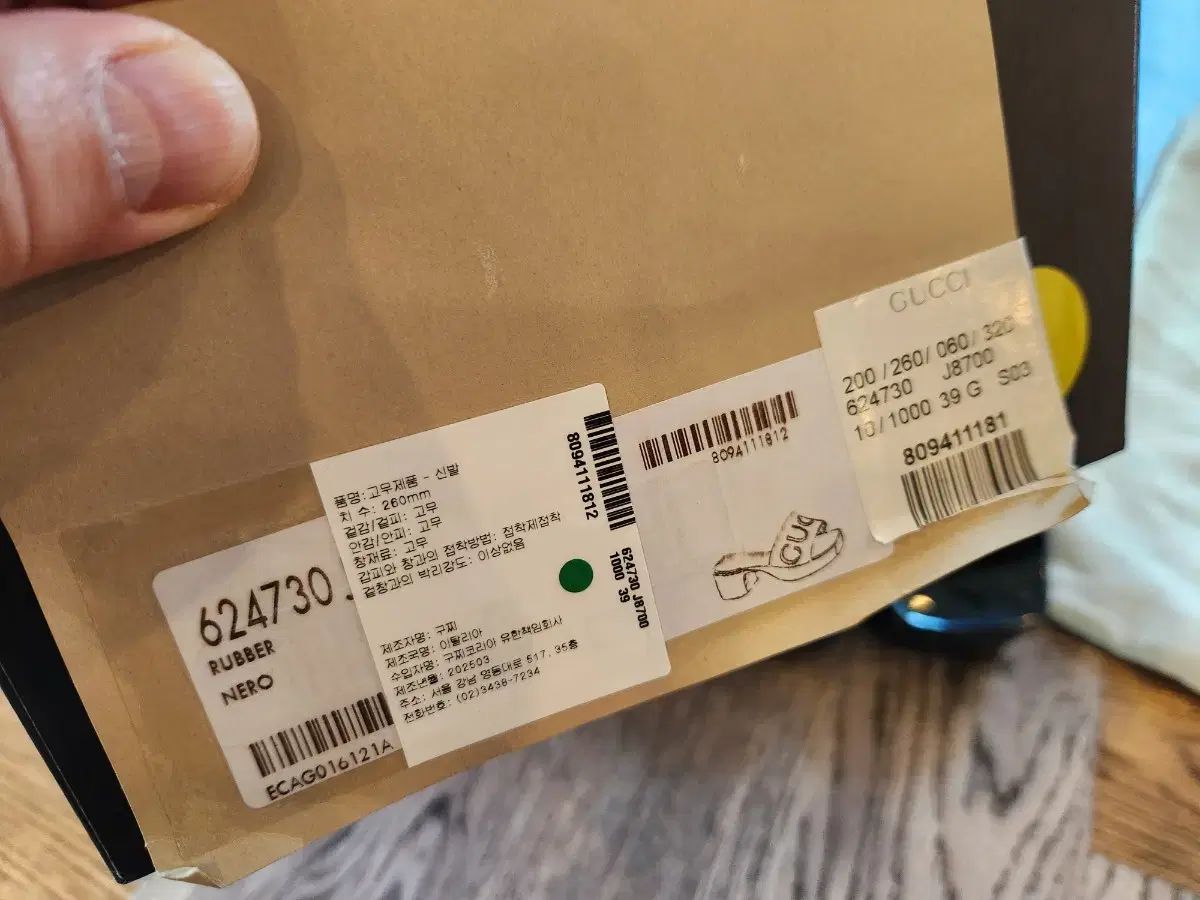 624730
RUBBER
NERO
ECAG016121A
품명: 고무제품 - 신발
치 수: 260mm
겉감/겉피: 고무
안감/안피: 고무
창재료: 고무
갑피와 창과의 접착방법: 접착제접착
겉창과의 박리강도: 이상없음
제조자명: 구찌
제조국명: 이탈리아
수입자명: 구찌코리아 유한책임회사
제조년월: 202503
주소: 서울 강남 영동대로 517, 35층
전화번호: (02)3438-7234
8094111812
624730 J8700
1000 39
8094111812
GUCCI
200 /260/ 060/ 320
624730 J8700
10/1000 39 G S03
809411181